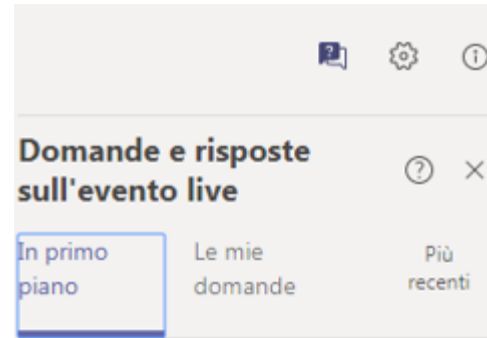 Domande e risposte
sull'evento live
In primo
piano
Le mie
domande
Più
recenti